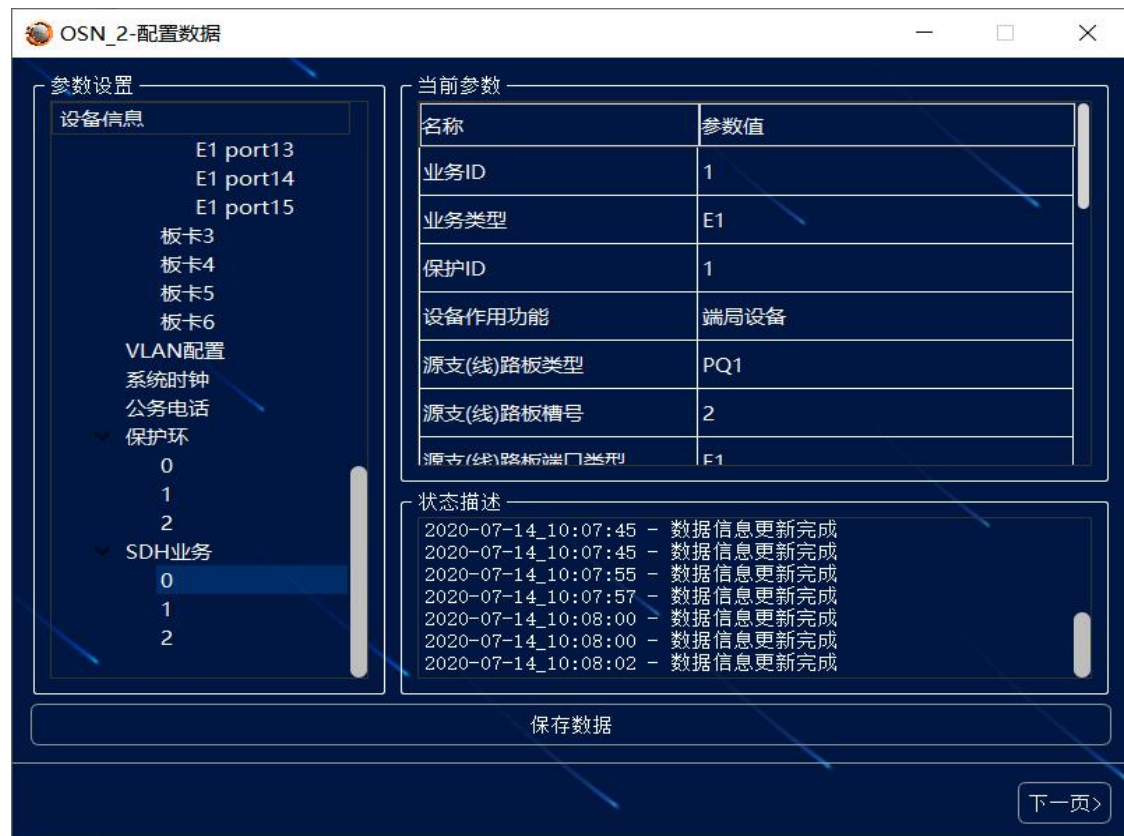 OSN_2-配置数据
参数设置
设备信息
E1 port13
E1 port14
E1 port15
板卡3
板卡4
板卡5
板卡6
VLAN配置
系统时钟
公务电话
保护环
0
1
2
SDH业务
0
1
2
当前参数
名称 参数值
业务ID 1
业务类型 E1
保护ID 1
设备作用功能 端局设备
源支(线)路板类型 PQ1
源支(线)路板槽号 2
源支(线)路板端口类型 E1
状态描述
2020-07-14_10:07:45 - 数据信息更新完成
2020-07-14_10:07:45 - 数据信息更新完成
2020-07-14_10:07:55 - 数据信息更新完成
2020-07-14_10:07:57 - 数据信息更新完成
2020-07-14_10:08:00 - 数据信息更新完成
2020-07-14_10:08:00 - 数据信息更新完成
2020-07-14_10:08:02 - 数据信息更新完成
保存数据
下一页>